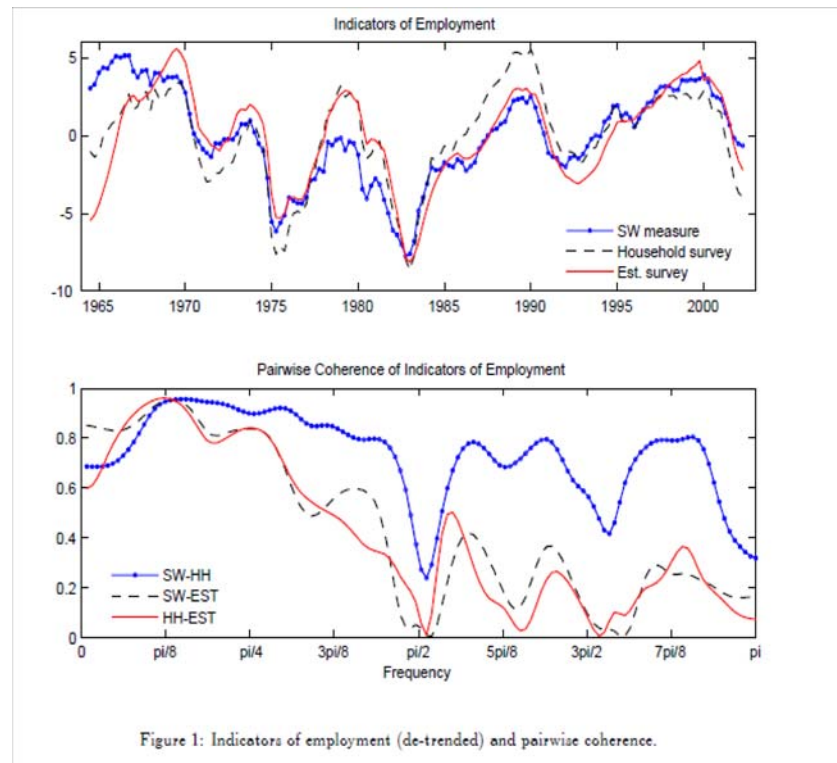 Indicators of Employment
5
0
-5
-10
1965 1970 1975 1980 1985 1990 1995 2000
SW measure
Household survey
Est. survey
Pairwise Coherence of Indicators of Employment
1
0.8
0.6
0.4
0.2
0
SW-HH
SW-EST
HH-EST
0 pi/8 pi/4 3pi/8 pi/2 5pi/8 3pi/2 7pi/8 pi
Frequency
Figure 1: Indicators of employment (de-trended) and pairwise coherence.